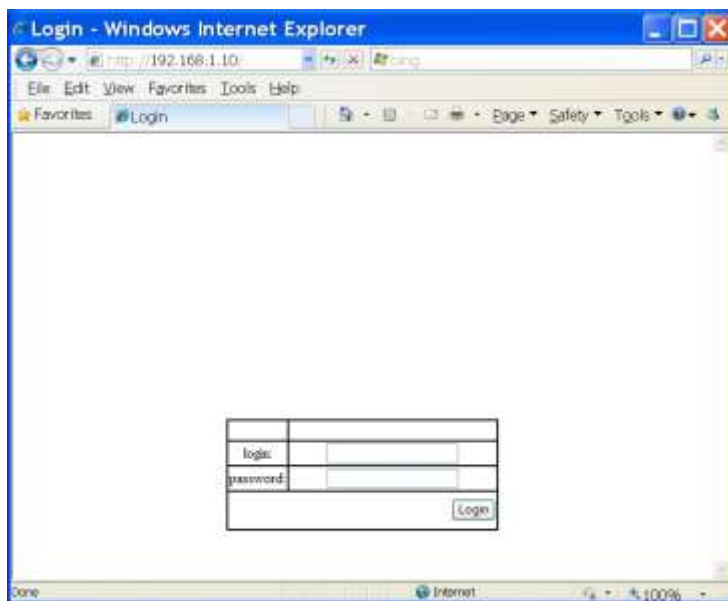 Login - Windows Internet Explorer
http://192.168.1.10/
bing
File Edit View Favorites Tools Help
Favorites Login Page Safety Tools
login:
password:
Login
Done Internet 100%